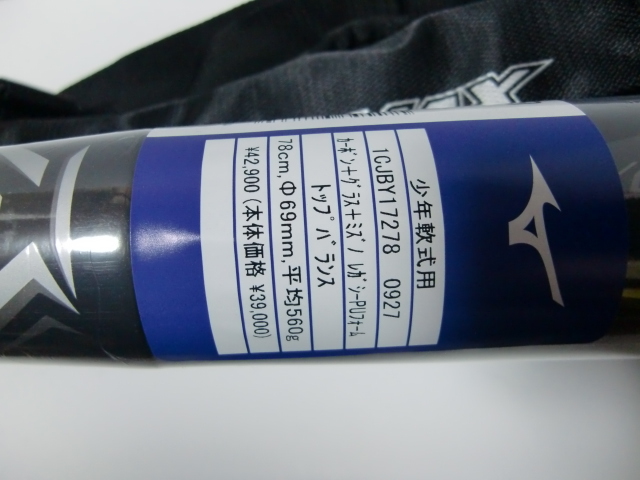 少年軟式用
1CJBY17278 0927
ｶｰﾎﾞﾝ+ｸﾞﾗｽ+ﾐｽﾞﾉﾚｶﾞｼｰPUﾌｫｰﾑ
トップバランス
78cm,Φ69mm,平均560g
¥42,900(本体価格 ¥39,000)